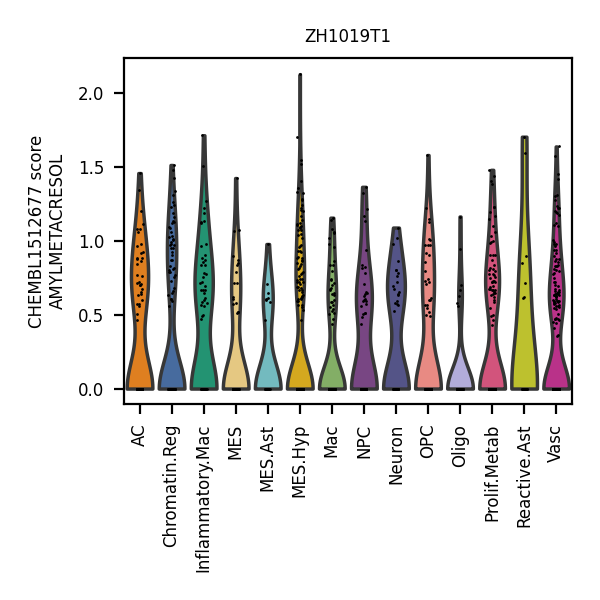 ZH1019T1
CHEMBL1512677 score
AMYLMETACRESOL
2.0
1.5
1.0
0.5
0.0
AC
Chromatin.Reg
Inflammatory.Mac
MES
MES.Ast
MES.Hyp
Mac
NPC
Neuron
OPC
Oligo
Prolif.Metab
Reactive.Ast
Vasc